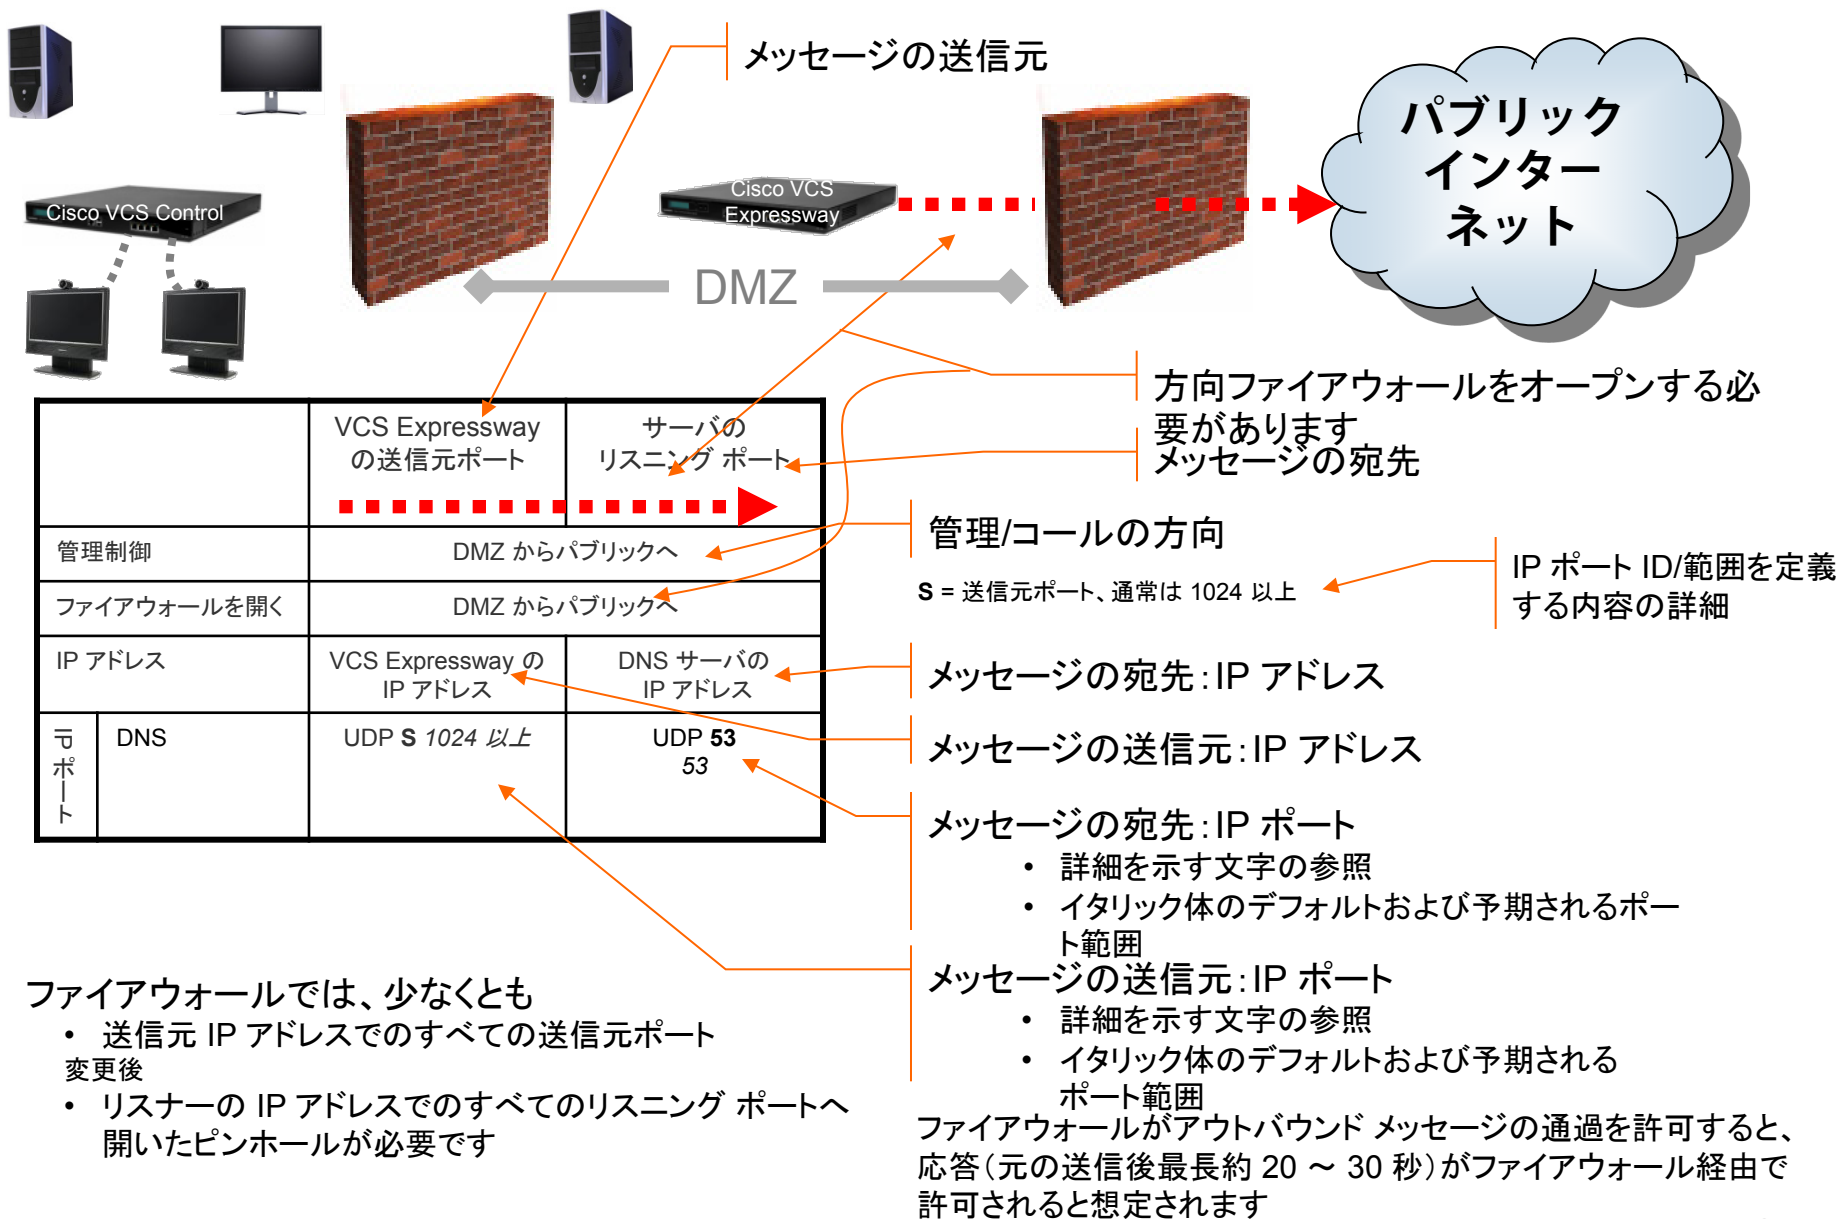 メッセージの送信元
パブリック
インター
ネット
Cisco VCS
Expressway
Cisco VCS Control
DMZ
方向ファイアウォールをオープンする必
要があります
メッセージの宛先
VCS Expressway
の送信元ポート
サーバの
リスニング ポート
管理制御
DMZ からパブリックへ
ファイアウォールを開く
DMZ からパブリックへ
IP アドレス
VCS Expressway の
IP アドレス
DNS サーバの
IP アドレス
IP ポート
DNS
UDP S 1024 以上
UDP 53
53
管理/コールの方向
S = 送信元ポート、通常は 1024 以上
IP ポート ID/範囲を定義
する内容の詳細
メッセージの宛先:IP アドレス
メッセージの送信元:IP アドレス
メッセージの宛先:IP ポート
• 詳細を示す文字の参照
• イタリック体のデフォルトおよび予期されるポー
ト範囲
メッセージの送信元:IP ポート
• 詳細を示す文字の参照
• イタリック体のデフォルトおよび予期される
ポート範囲
ファイアウォールがアウトバウンド メッセージの通過を許可すると、
応答(元の送信後最長約 20 ~ 30 秒)がファイアウォール経由で
許可されると想定されます
ファイアウォールでは、少なくとも
• 送信元 IP アドレスでのすべての送信元ポート
変更後
• リスナーの IP アドレスでのすべてのリスニング ポートへ
開いたピンホールが必要です